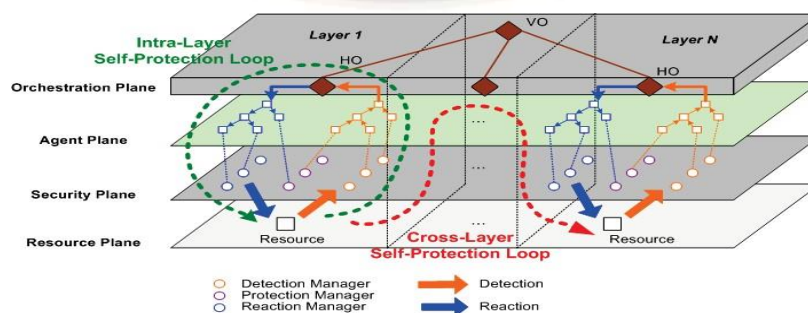 Layer 1
VO
Layer N
Intra-Layer
Self-Protection Loop
HO
HO
Orchestration Plane
...
Agent Plane
...
Security Plane
...
Resource Plane
Resource
Resource
Cross-Layer
Self-Protection Loop
Detection Manager
Detection
Protection Manager
Reaction Manager
Reaction